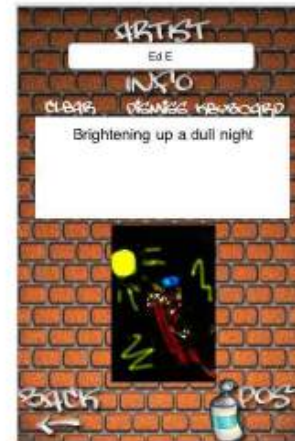 ARTIST
Ed E
INFO
CLEAR DISMISS KEYBOARD
Brightening up a dull night
BACK
POST